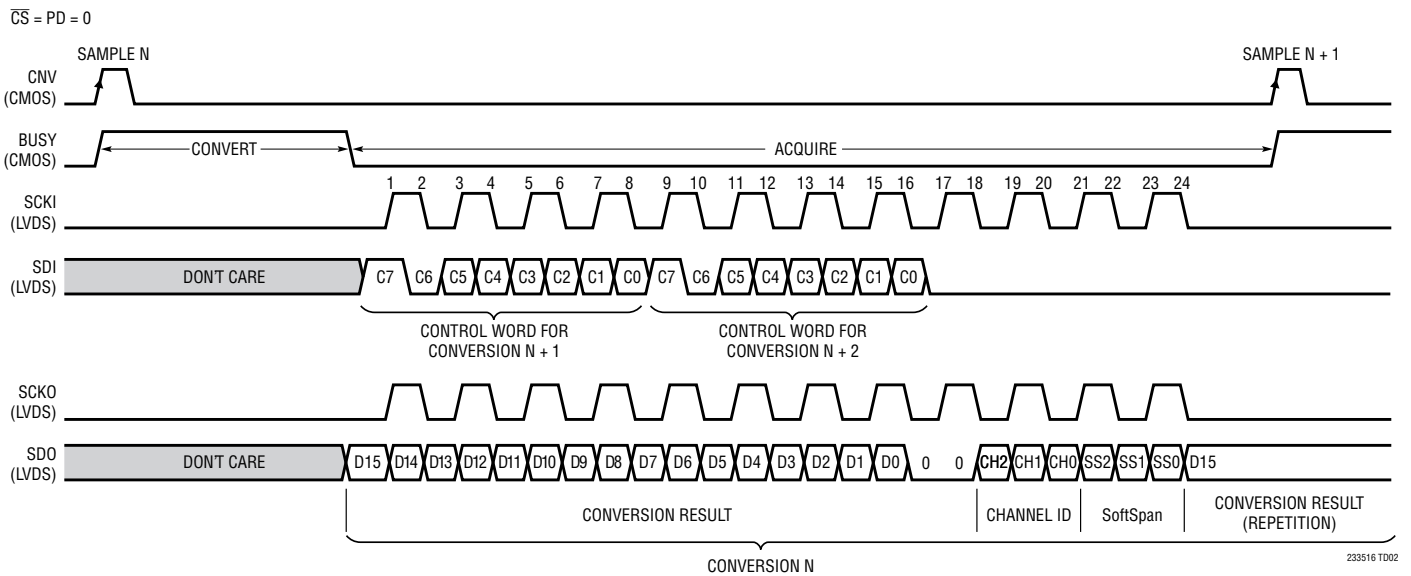 CS = PD = 0
SAMPLE N
SAMPLE N + 1
CNV
(CMOS)
BUSY
(CMOS)
CONVERT
ACQUIRE
1 2 3 4 5 6 7 8 9 10 11 12 13 14 15 16 17 18 19 20 21 22 23 24
SCKI
(LVDS)
SDI
(LVDS)
DON'T CARE
C7 C6 C5 C4 C3 C2 C1 C0 C7 C6 C5 C4 C3 C2 C1 C0
CONTROL WORD FOR
CONVERSION N + 1
CONTROL WORD FOR
CONVERSION N + 2
SCKO
(LVDS)
SDO
(LVDS)
DON'T CARE
D15 D14 D13 D12 D11 D10 D9 D8 D7 D6 D5 D4 D3 D2 D1 D0 0 0 CH2 CH1 CH0 SS2 SS1 SS0 D15
CONVERSION RESULT
CHANNEL ID
SoftSpan
CONVERSION RESULT
(REPETITION)
CONVERSION N
233516 TD02